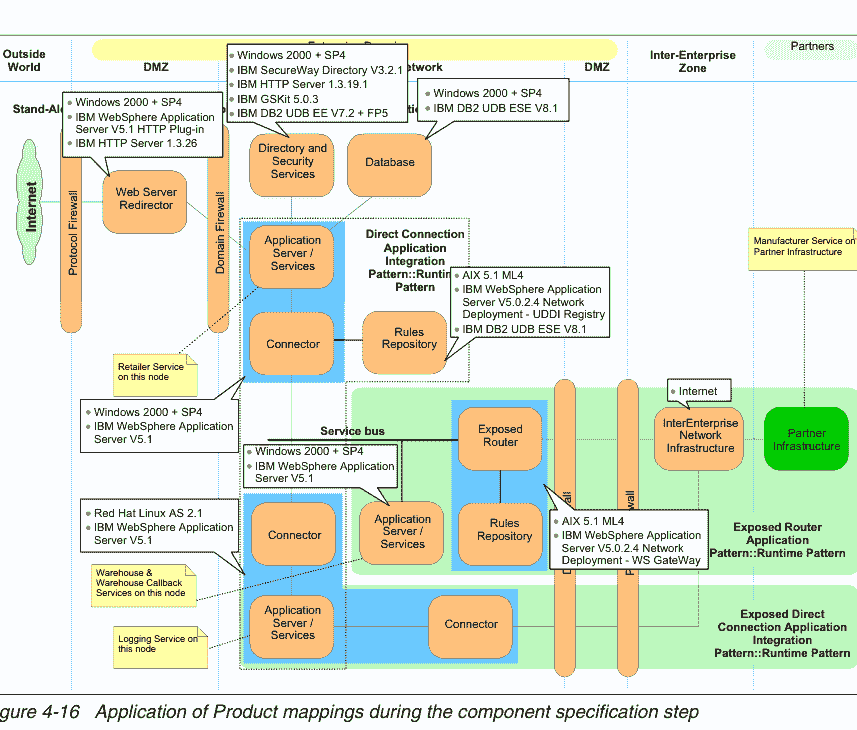 Outside
World
DMZ
Network
DMZ
Inter-Enterprise
Zone
Partners
Windows 2000 + SP4
IBM SecureWay Directory V3.2.1
IBM HTTP Server 1.3.19.1
IBM GSKit 5.0.3
IBM DB2 UDB EE V7.2 + FP5
Windows 2000 + SP4
IBM DB2 UDB ESE V8.1
Windows 2000 + SP4
IBM WebSphere Application
Server V5.1 HTTP Plug-in
IBM HTTP Server 1.3.26
Internet
Protocol Firewall
Web Server
Redirector
Domain Firewall
Directory and
Security
Services
Database
Application
Server /
Services
Direct Connection
Application
Integration
Pattern::Runtime
Pattern
AIX 5.1 ML4
IBM WebSphere Application
Server V5.0.2.4 Network
Deployment - UDDI Registry
IBM DB2 UDB ESE V8.1
Manufacturer Service on
Partner Infrastructure
Connector
Rules
Repository
Retailer Service
on this node
Windows 2000 + SP4
IBM WebSphere Application
Server V5.1
Service bus
Exposed
Router
Internet
InterEnterprise
Network
Infrastructure
Partner
Infrastructure
Windows 2000 + SP4
IBM WebSphere Application
Server V5.1
Red Hat Linux AS 2.1
IBM WebSphere Application
Server V5.1
Connector
Application
Server /
Services
Rules
Repository
AIX 5.1 ML4
IBM WebSphere Application
Server V5.0.2.4 Network
Deployment - WS GateWay
Exposed Router
Application
Pattern::Runtime Pattern
Warehouse &
Warehouse Callback
Services on this node
Application
Server /
Services
Connector
Logging Service on
this node
Exposed Direct
Connection Application
Integration
Pattern::Runtime Pattern
gure 4-16 Application of Product mappings during the component specification step